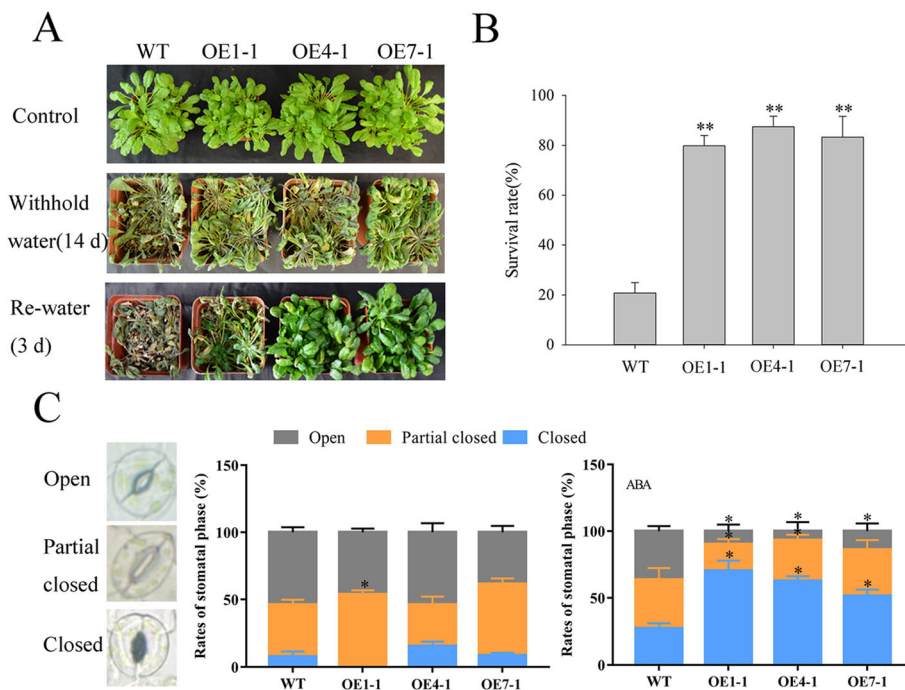 A
WT OE1-1 OE4-1 OE7-1
Control
Withhold
water(14 d)
Re-water
(3 d)
B
Survival rate(%)
100
80
60
40
20
0
** ** **
WT OE1-1 OE4-1 OE7-1
C
Open Partial closed Closed
Open
Partial
closed
Closed
Rates of stomatal phase (%)
150
100
50
0
*
WT OE1-1 OE4-1 OE7-1
Rates of stomatal phase (%)
150
100
50
0
ABA
* * *
* *
* * *
WT OE1-1 OE4-1 OE7-1